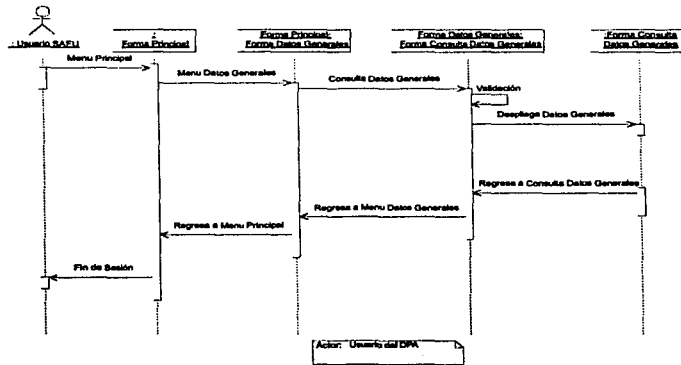 : Usuario SAFU
:
Forma Principal
Forma Principal:
Forma Datos Generales
Forma Datos Generales:
Forma Consulta Datos Generales
:Forma Consulta
Datos Generales
Menu Principal
Menu Datos Generales
Consulta Datos Generales
Validación
Despliega Datos Generales
Regresa a Consulta Datos Generales
Regresa a Menu Datos Generales
Regresa a Menu Principal
Fin de Sesión
Actor: Usuario del DPA